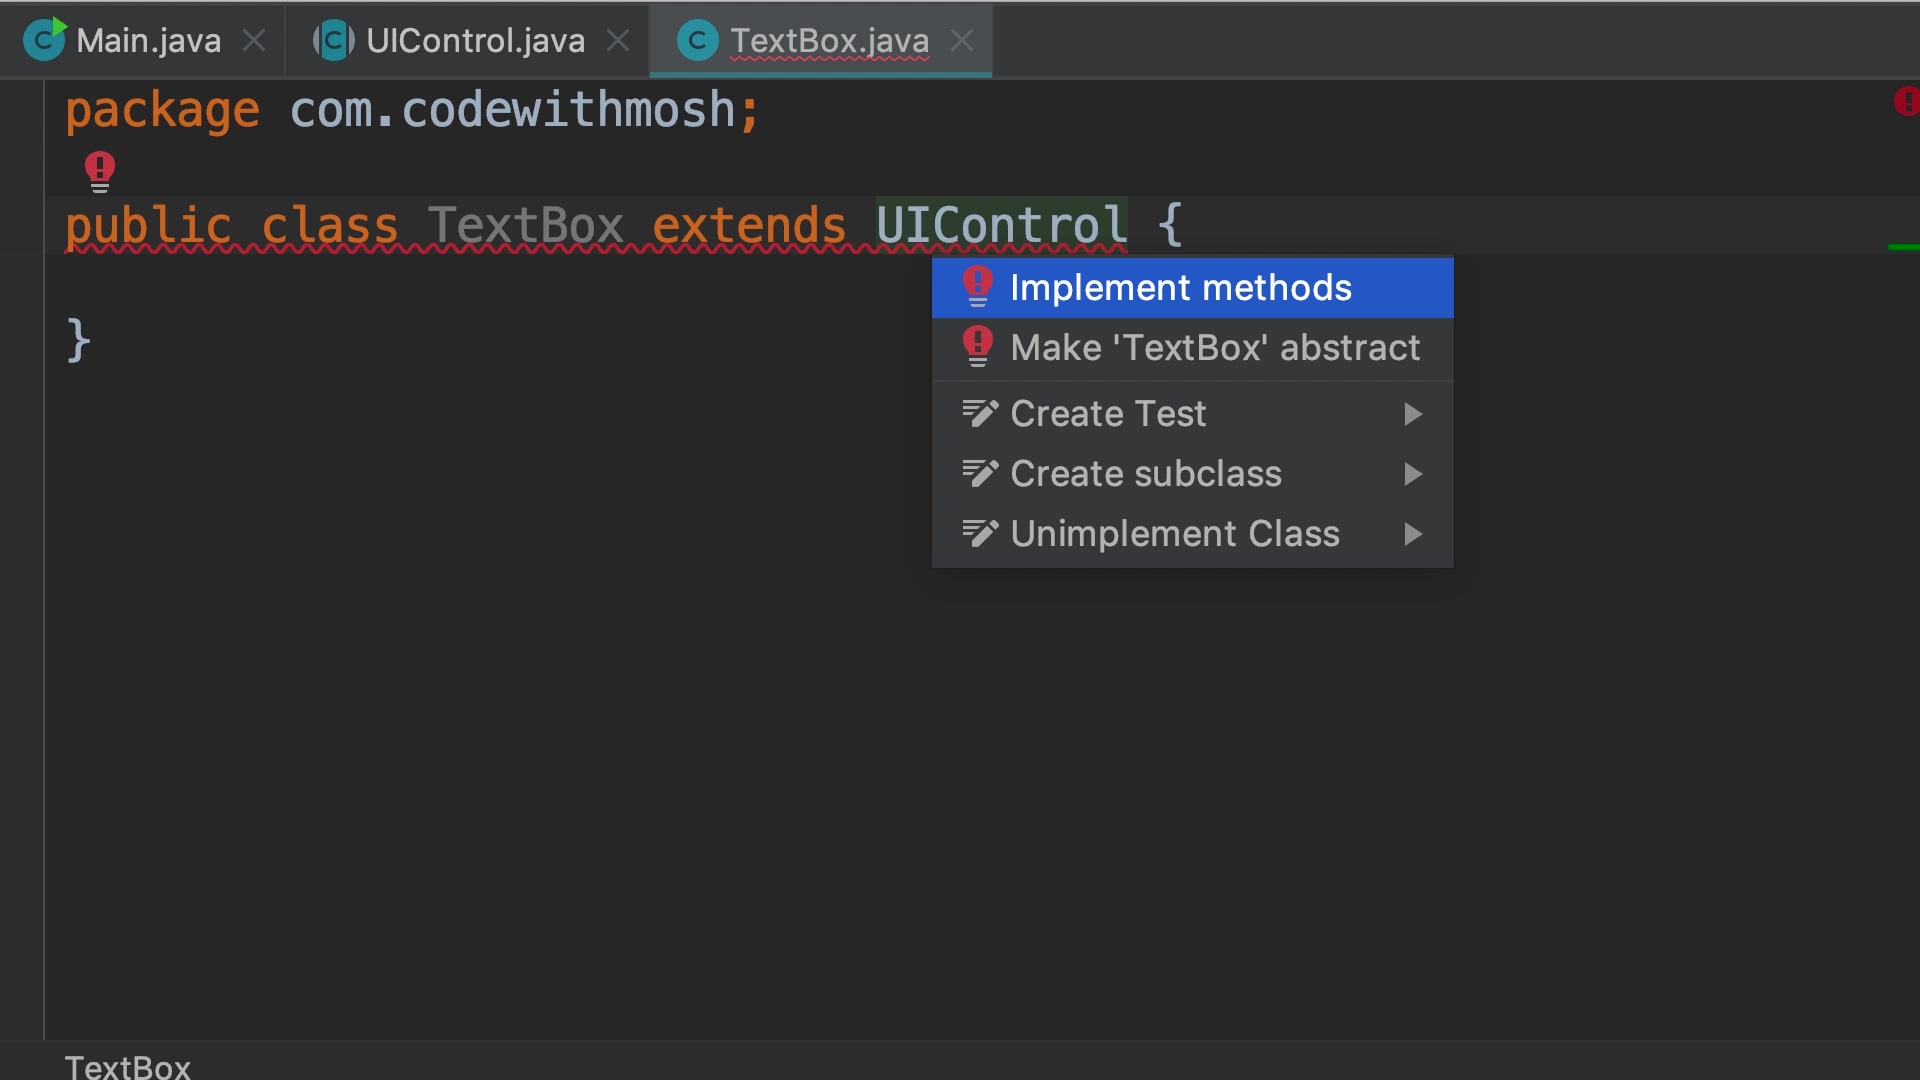 Main.java UIControl.java TextBox.java
package com.codewithmosh;
public class TextBox extends UIControl {
Implement methods
}
Make 'TextBox' abstract
Create Test
Create subclass
Unimplement Class
TextBox